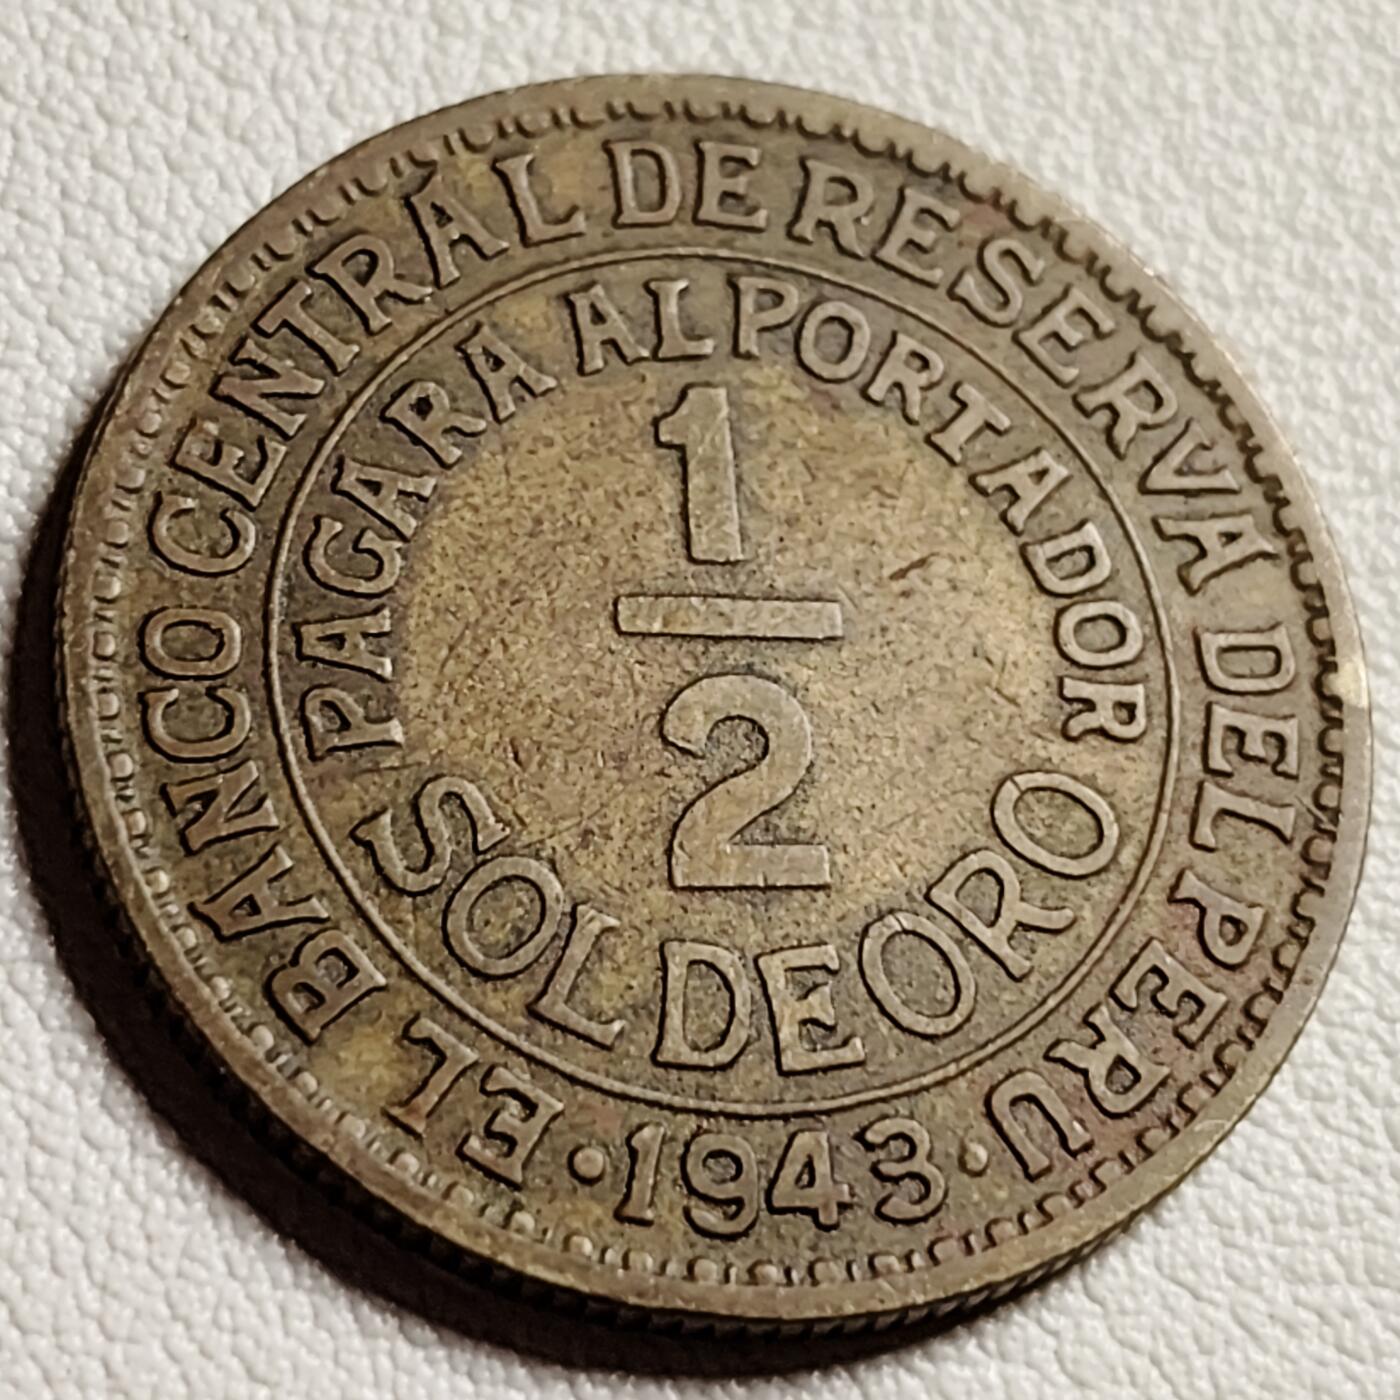 EL BANCO CENTRAL DE RESERVA DEL PERU
PAGARA AL PORTADOR
1/2
SOL DE ORO
· 1943 ·